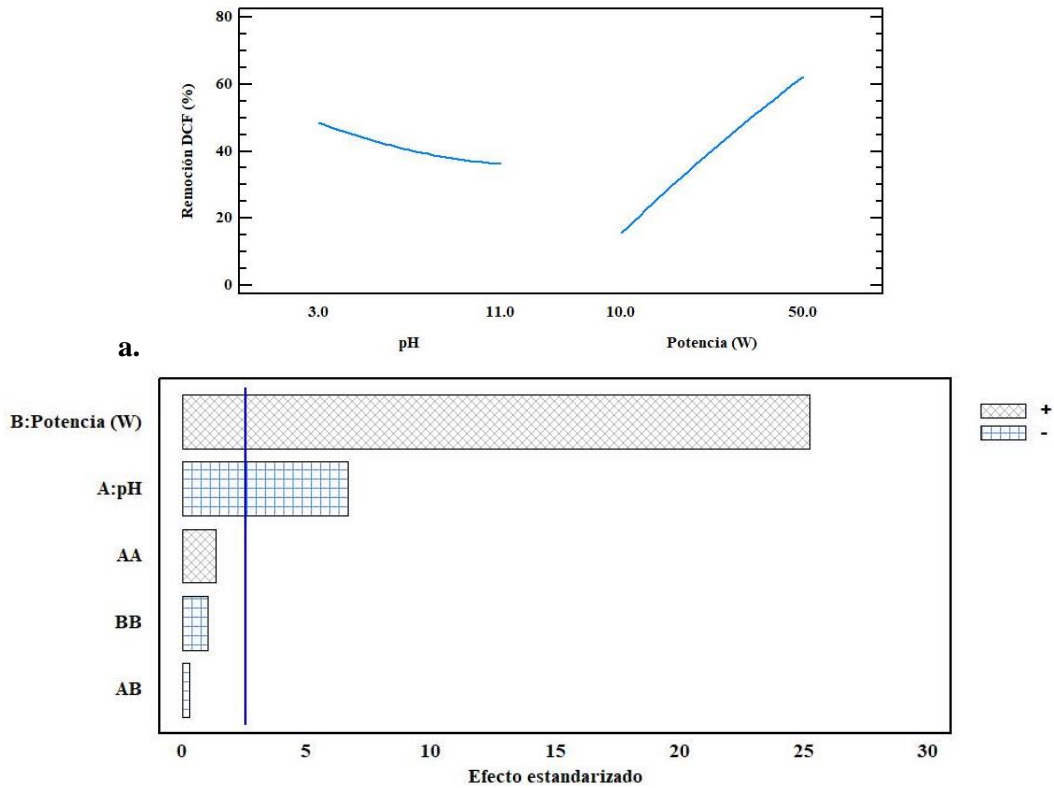 80
60
40
20
0
Remoción DCF (%)
3.0 11.0 10.0 50.0
pH Potencia (W)
a.
B:Potencia (W)
A:pH
AA
BB
AB
+
-
0 5 10 15 20 25 30
Efecto estandarizado